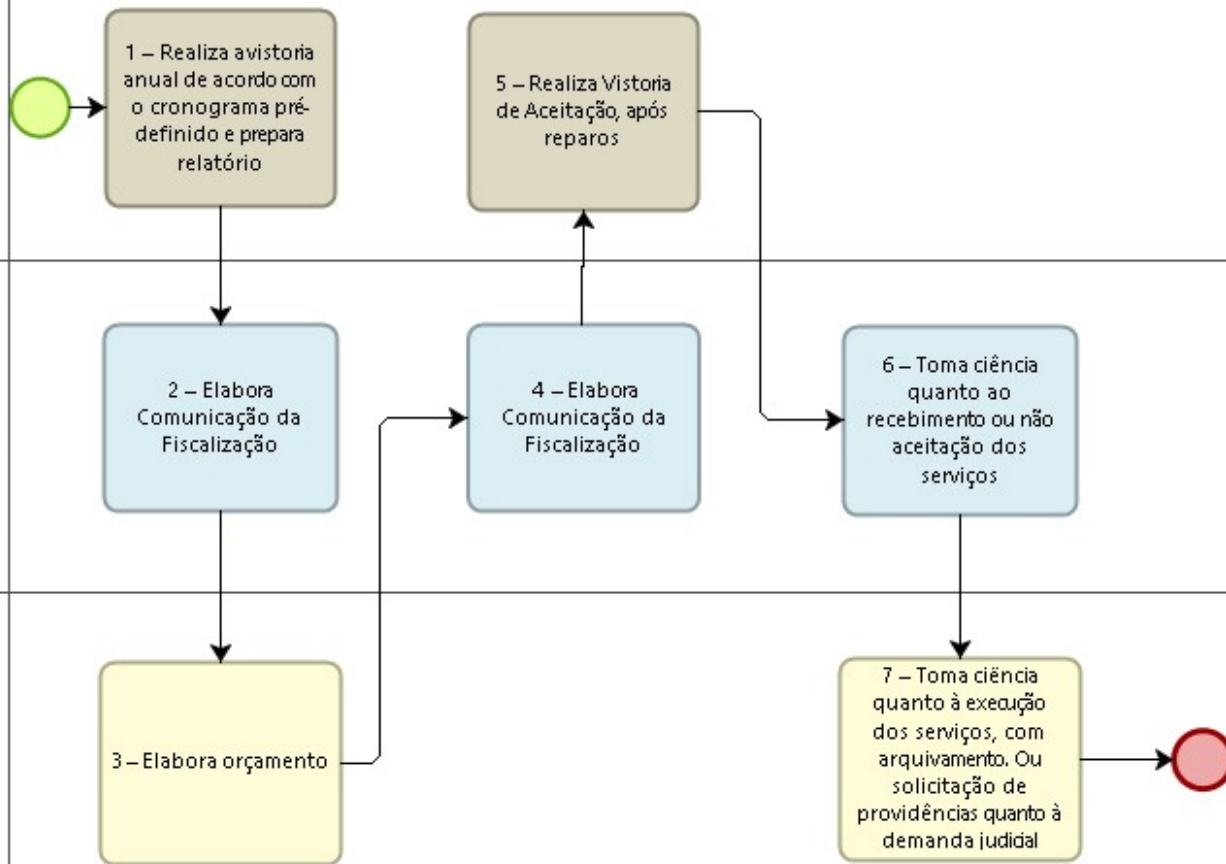 1 – Realiza avistoria
anual de acordo com
o cronograma pré-
definido e prepara
relatório
2 – Elabora
Comunicação da
Fiscalização
3 – Elabora orçamento
4 – Elabora
Comunicação da
Fiscalização
5 – Realiza Vistoria
de Aceitação, após
reparos
6 – Toma ciência
quanto ao
recebimento ou não
aceitação dos
serviços
7 – Toma ciência
quanto à execução
dos serviços, com
arquivamento. Ou
solicitação de
providências quanto à
demanda judicial